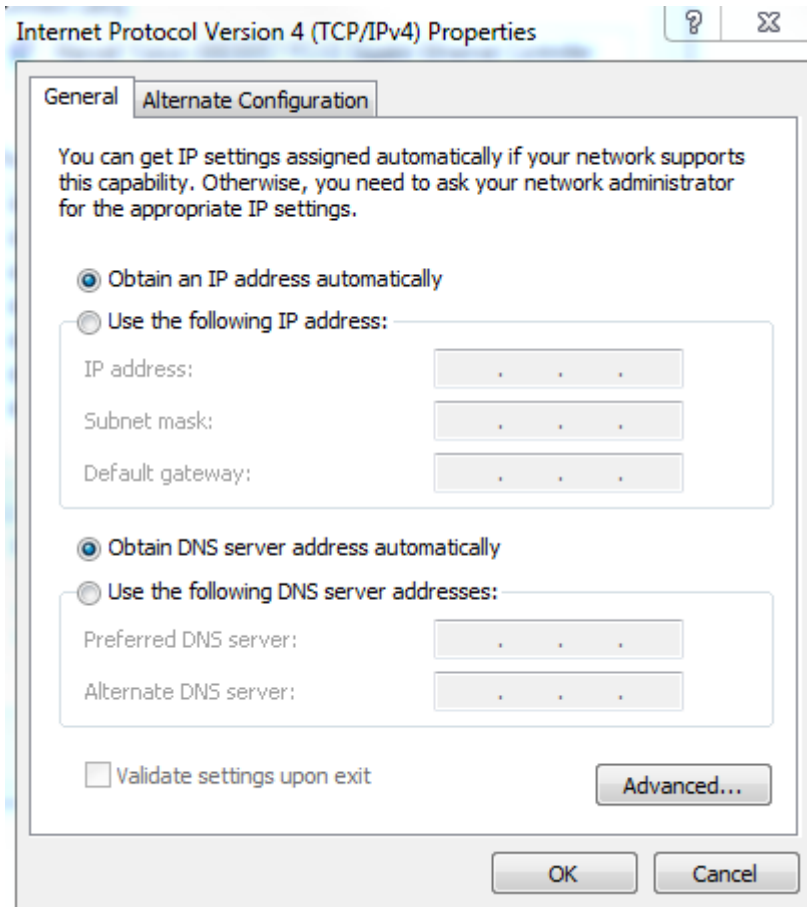 Internet Protocol Version 4 (TCP/IPv4) Properties
General
Alternate Configuration
You can get IP settings assigned automatically if your network supports
this capability. Otherwise, you need to ask your network administrator
for the appropriate IP settings.
Obtain an IP address automatically
Use the following IP address:
IP address:
Subnet mask:
Default gateway:
Obtain DNS server address automatically
Use the following DNS server addresses:
Preferred DNS server:
Alternate DNS server:
Validate settings upon exit
Advanced...
OK
Cancel